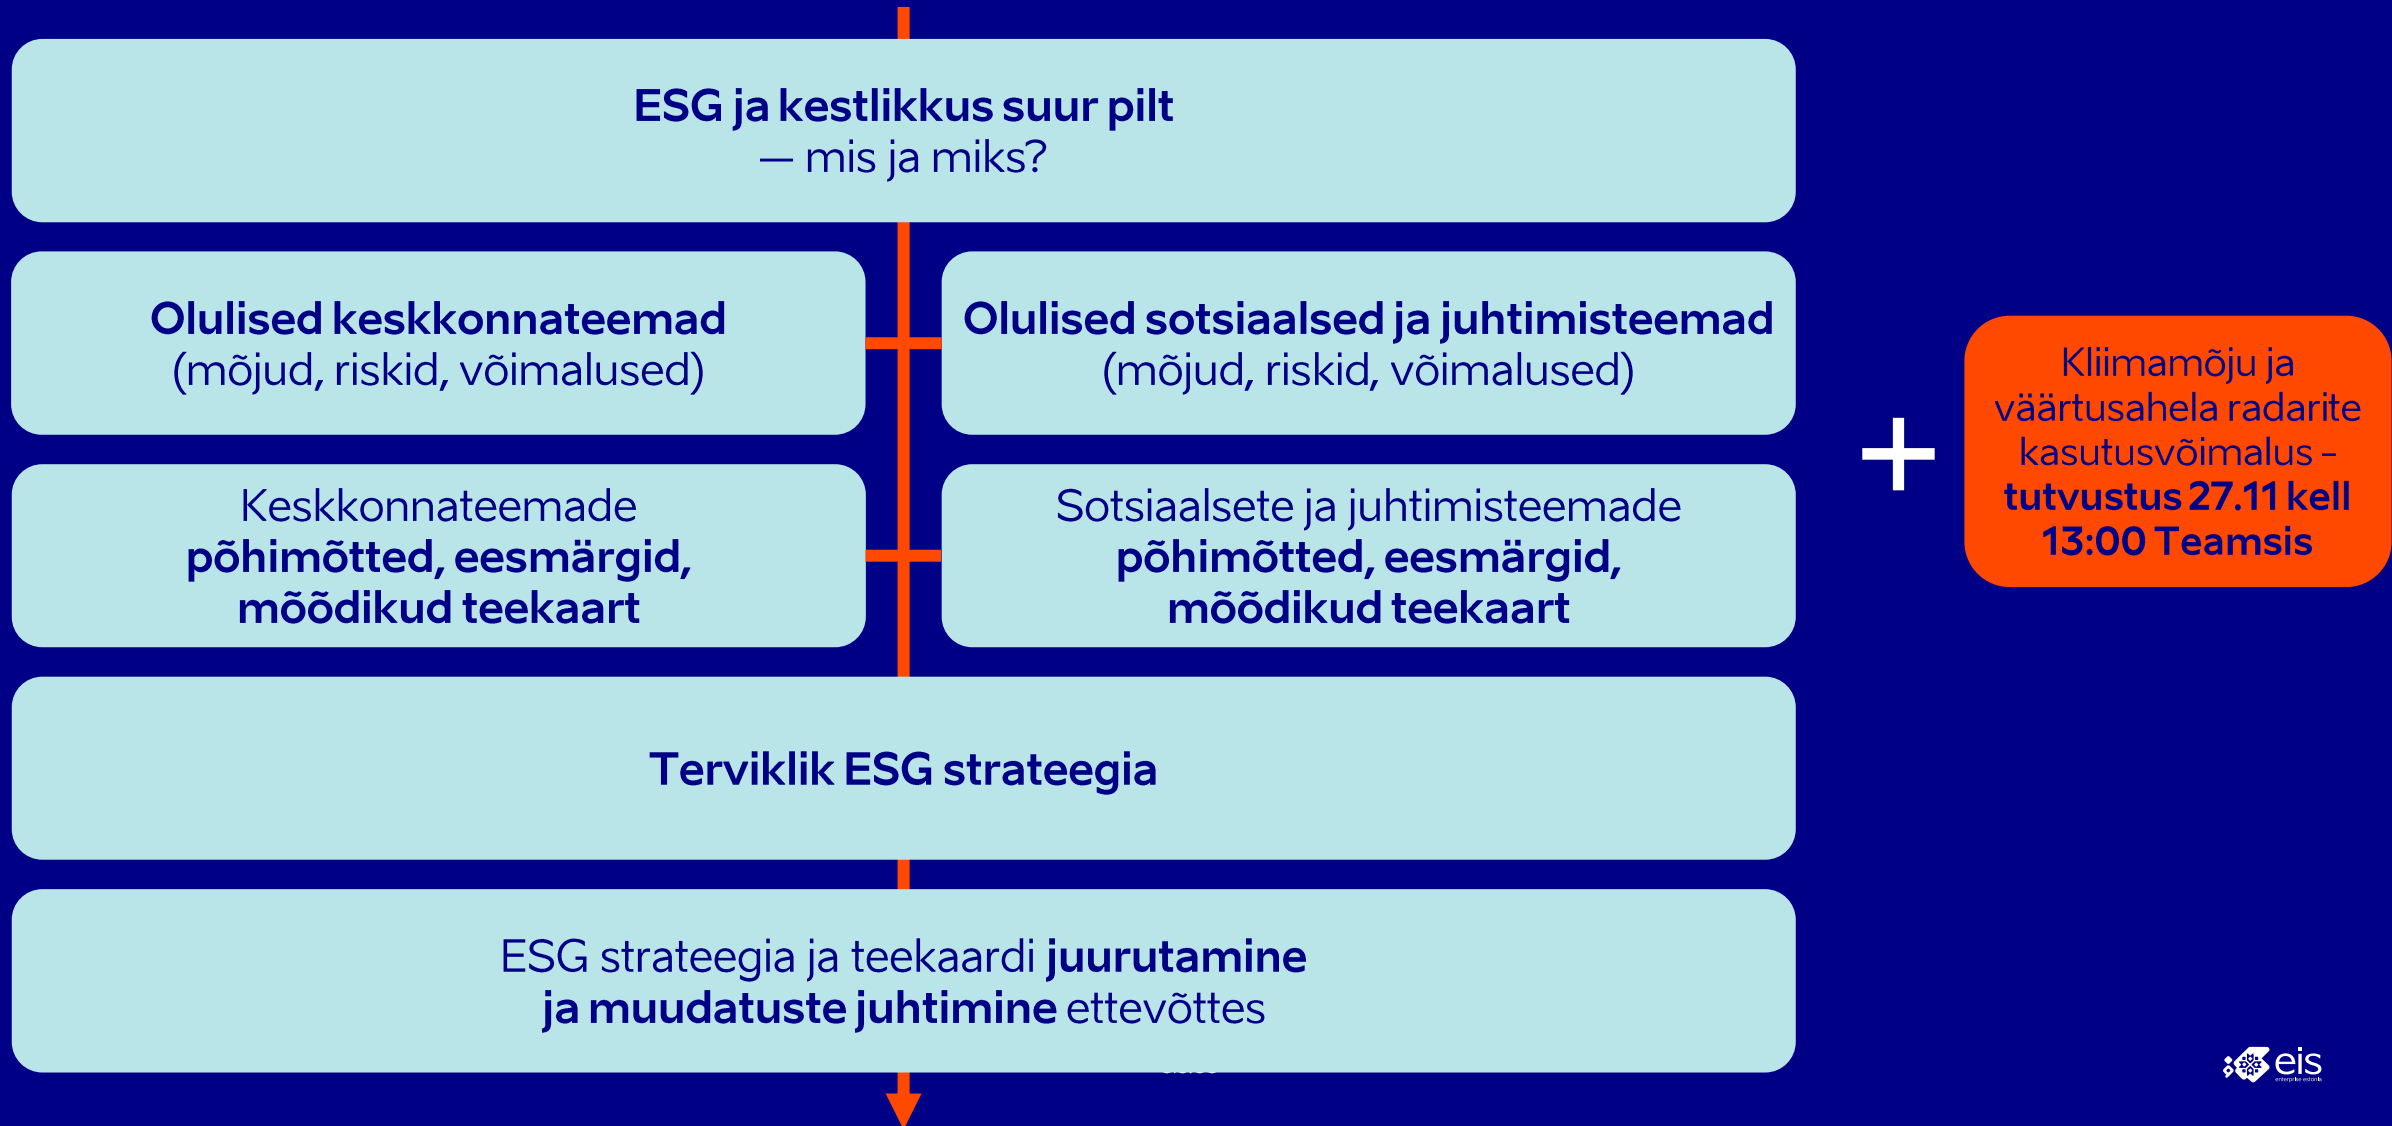 ESG ja kestlikkus suur pilt
— mis ja miks?
Olulised keskkonnateemad
(mõjud, riskid, võimalused)
Olulised sotsiaalsed ja juhtimisteemad
(mõjud, riskid, võimalused)
Keskkonnateemade
põhimõtted, eesmärgid,
mõõdikud teekaart
Sotsiaalsete ja juhtimisteemade
põhimõtted, eesmärgid,
mõõdikud teekaart
+
Kliimamõju ja
väärtusahela radarite
kasutusvõimalus –
tutvustus 27.11 kell
13:00 Teamsis
Terviklik ESG strateegia
ESG strateegia ja teekaardi juurutamine
ja muudatuste juhtimine ettevõttes
eis
enterprise estonia